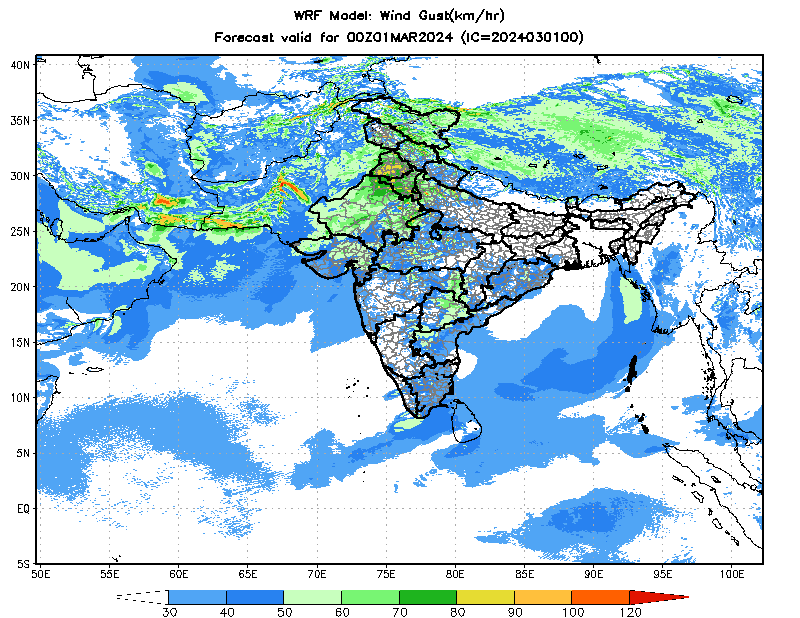 WRF Model: Wind Gust(km/hr)
Forecast valid for 00Z01MAR2024 (IC=2024030100)
40N
35N
30N
25N
20N
15N
10N
5N
EQ
5S
50E 55E 60E 65E 70E 75E 80E 85E 90E 95E 100E
30 40 50 60 70 80 90 100 120